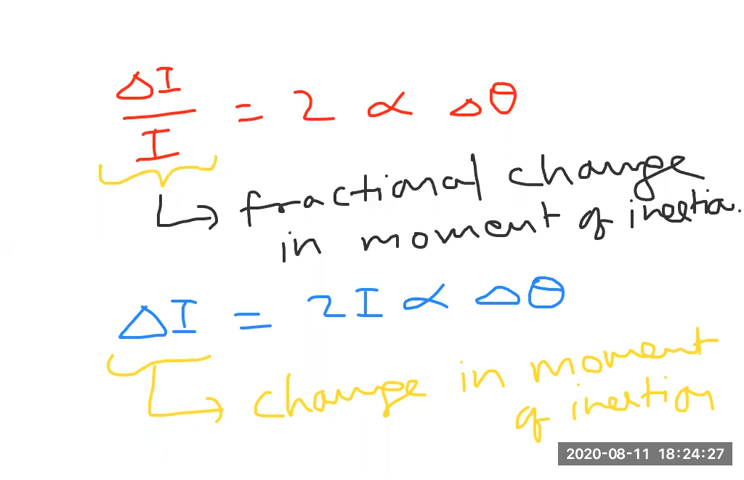 ΔI
I
= 2 α Δθ
fractional change
in moment of inertia.
ΔI = 2I α Δθ
change in moment
of inertion
2020-08-11 18:24:27